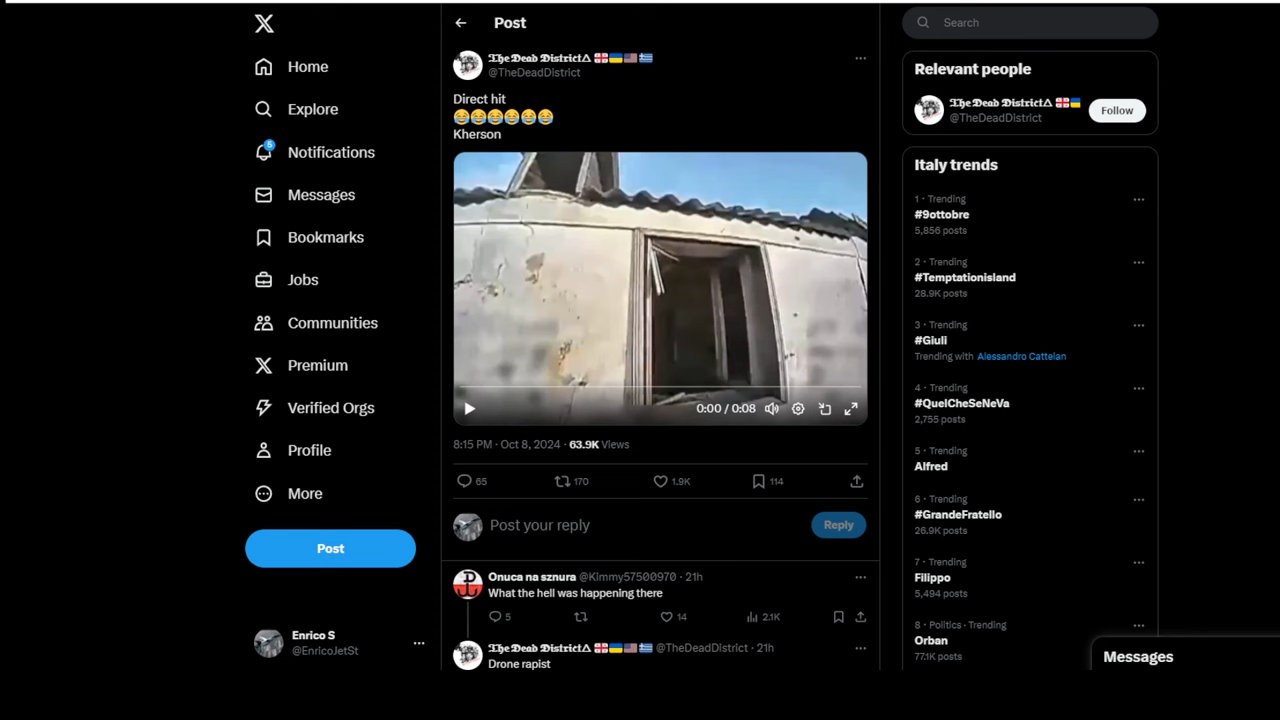 Post
Search
Home
Explore
5
Notifications
Messages
Bookmarks
Jobs
Communities
Premium
Verified Orgs
Profile
More
Post
Enrico S
@EnricoJetSt
𝕿𝖍𝖊 𝕯𝖊𝖆𝖉 𝕯𝖎𝖘𝖙𝖗𝖎𝖈𝖙△ 🇬🇪🇺🇦🇺🇸🇬🇷
@TheDeadDistrict
Direct hit
😂😂😂😂😂😂
Kherson
0:00 / 0:08
8:15 PM · Oct 8, 2024 · 63.9K Views
65 170 1.9K 114
Post your reply
Reply
Onuca na sznura @Kimmy57500970 · 21h
What the hell was happening there
5 14 2.1K
𝕿𝖍𝖊 𝕯𝖊𝖆𝖉 𝕯𝖎𝖘𝖙𝖗𝖎𝖈𝖙△ 🇬🇪🇺🇦🇺🇸🇬🇷 @TheDeadDistrict · 21h
Drone rapist
Relevant people
𝕿𝖍𝖊 𝕯𝖊𝖆𝖉 𝕯𝖎𝖘𝖙𝖗𝖎𝖈𝖙△ 🇬🇪🇺🇦
@TheDeadDistrict
Follow
Italy trends
1 · Trending
#9ottobre
5,856 posts
2 · Trending
#Temptationisland
28.9K posts
3 · Trending
#Giuli
Trending with Alessandro Cattelan
4 · Trending
#QuelCheSeNeVa
2,755 posts
5 · Trending
Alfred
6 · Trending
#GrandeFratello
26.9K posts
7 · Trending
Filippo
5,494 posts
8 · Politics · Trending
Orban
77.1K posts
Messages